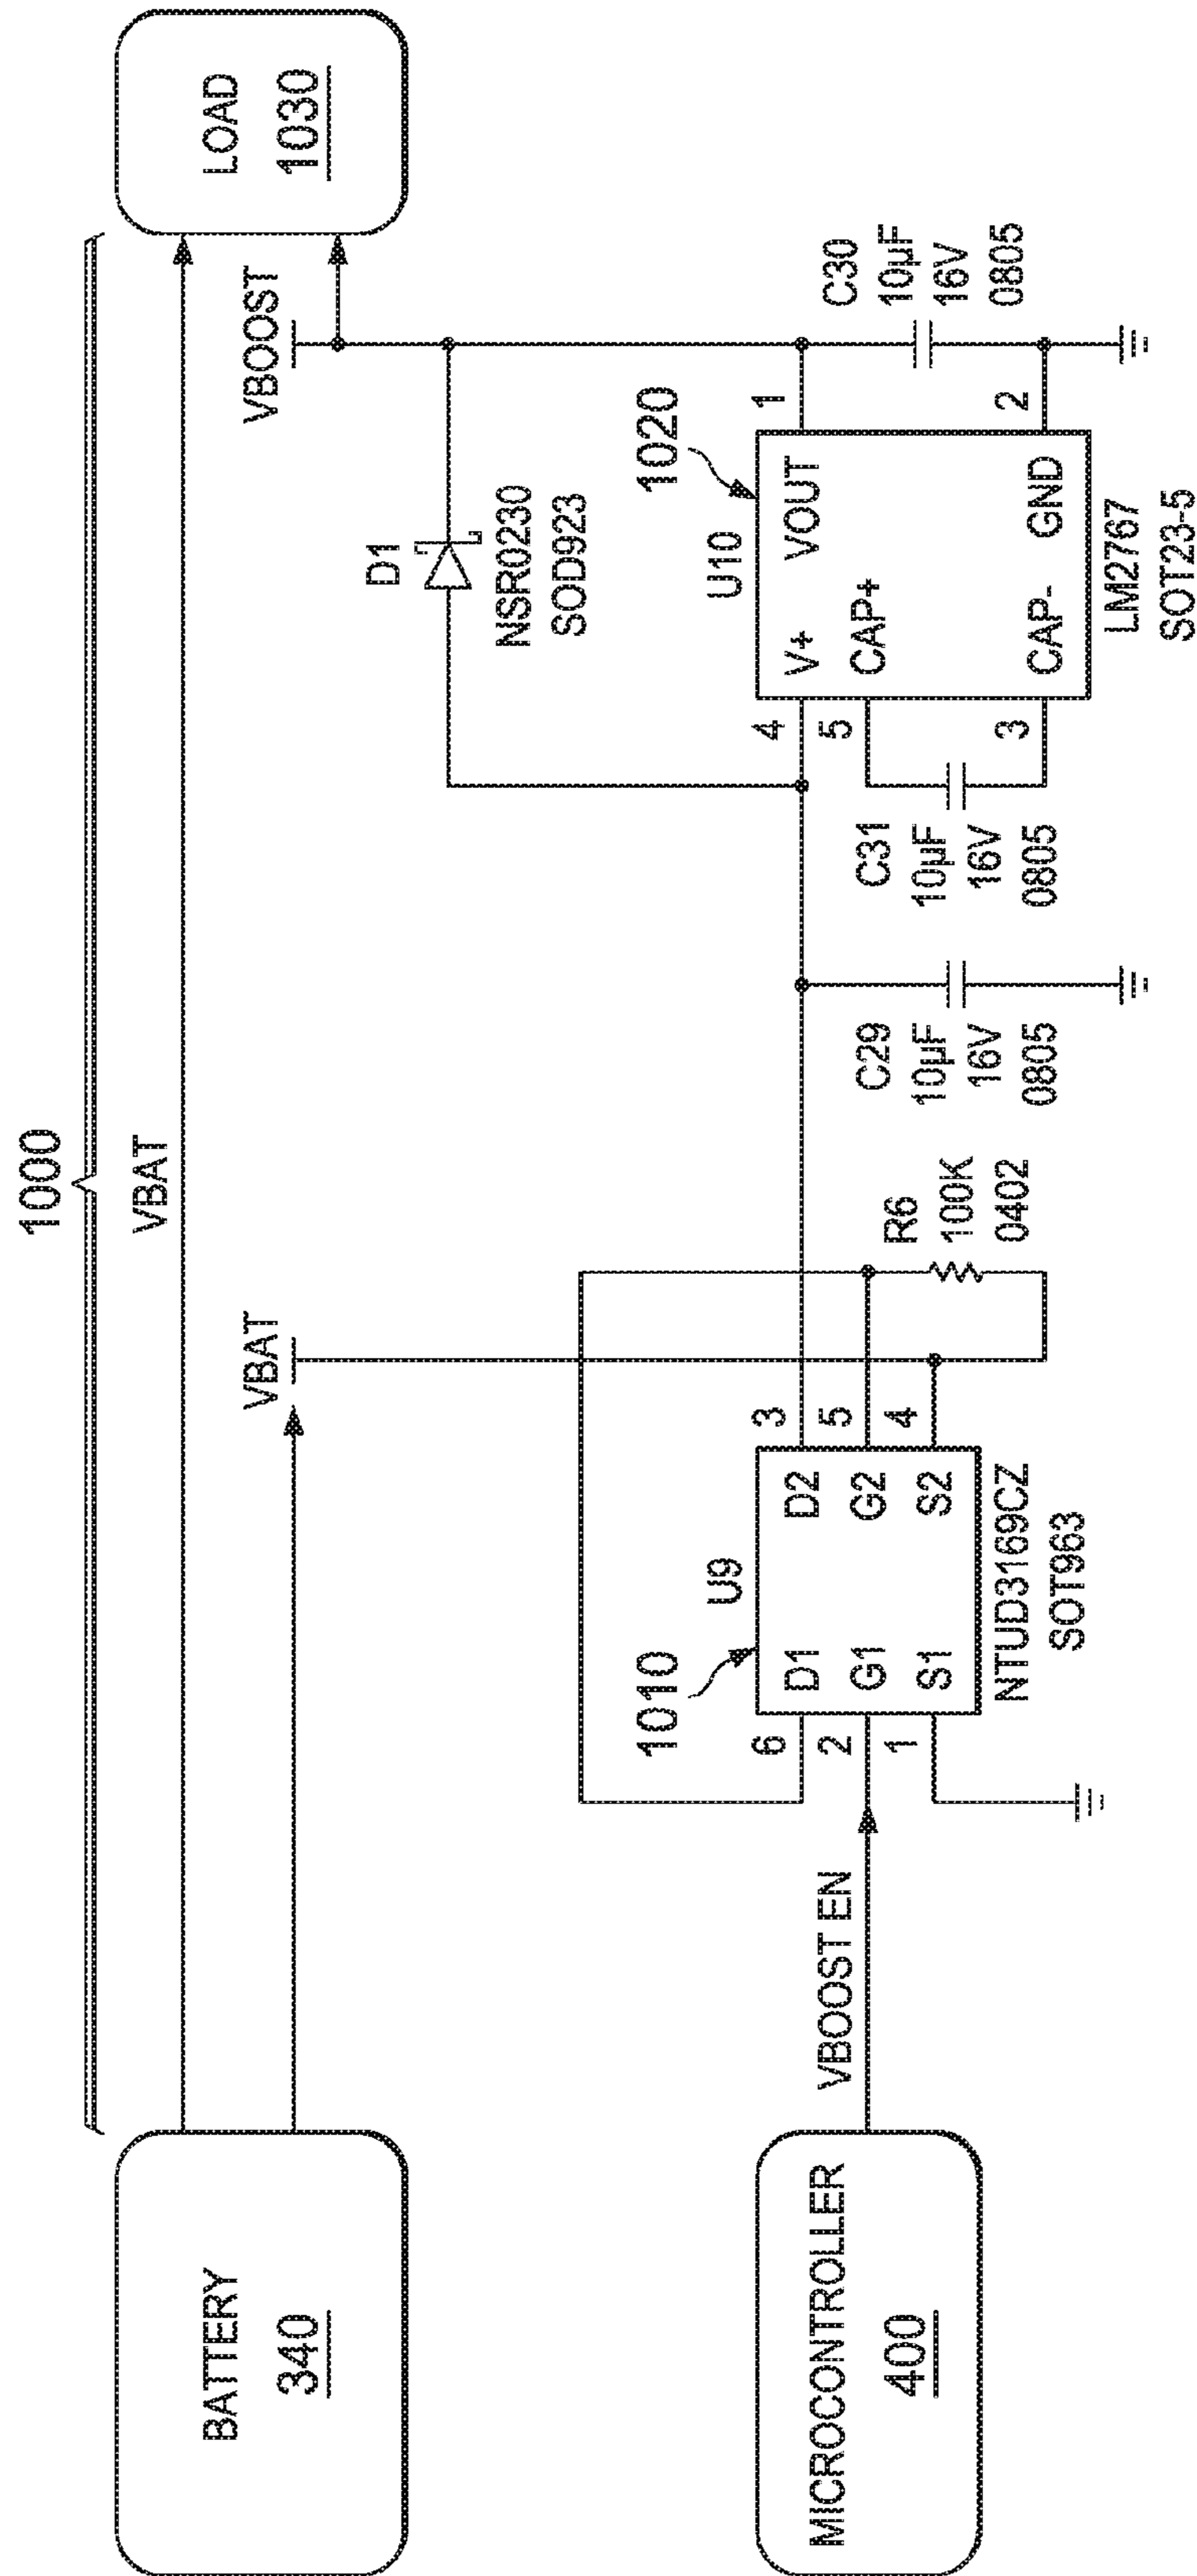 1000
BATTERY
340
VBAT
VBAT
VBOOST
LOAD
1030
D1
NSR0230
SOD923
MICROCONTROLLER
400
VBOOST EN
1010
U9
6
2
1
D1
G1
S1
D2
G2
S2
3
5
4
NTUD3169CZ
SOT963
R6
100K
0402
C29
10µF
16V
0805
C31
10µF
16V
0805
1020
U10
4
5
3
V+
CAP+
CAP-
VOUT
GND
1
2
LM2767
SOT23-5
C30
10µF
16V
0805